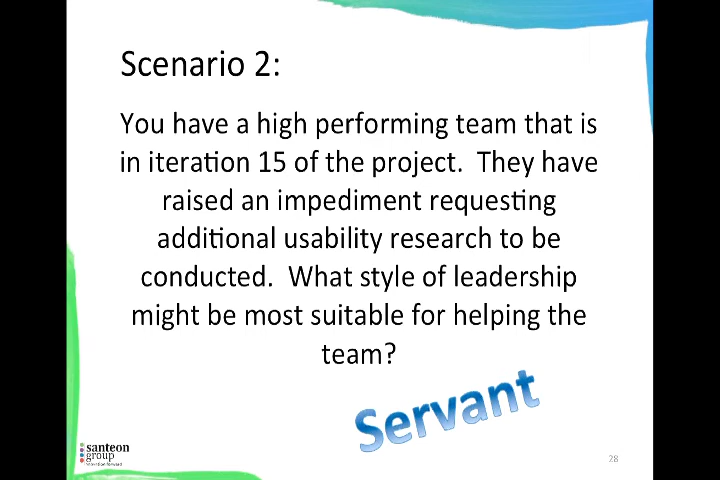 Scenario 2:
You have a high performing team that is
in iteration 15 of the project.  They have
raised an impediment requesting
additional usability research to be
conducted.  What style of leadership
might be most suitable for helping the
team?
Servant
santeon
group
innovation forward
28